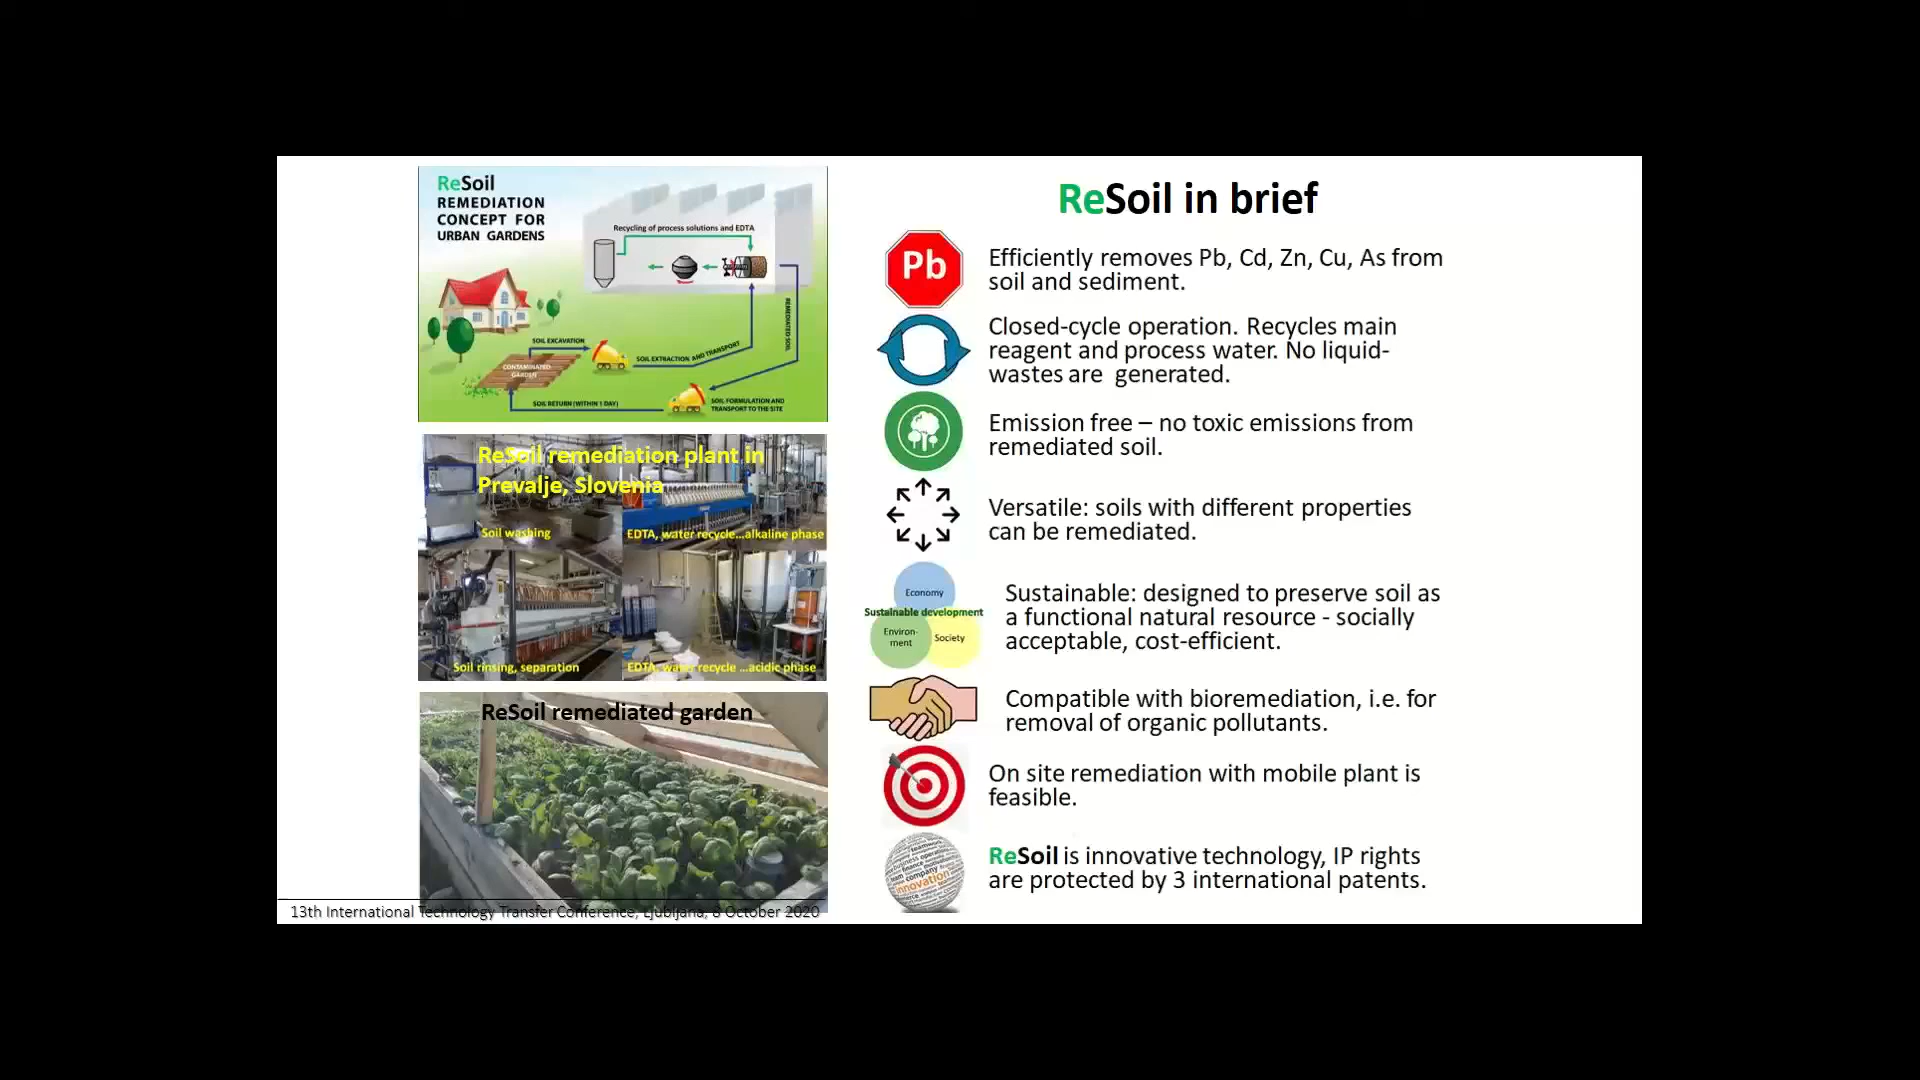 ReSoil
REMEDIATION
CONCEPT FOR
URBAN GARDENS
Recycling of process solutions and EDTA
REMEDIATED SOIL
SOIL EXCAVATION
SOIL EXTRACTION AND TRANSPORT
CONTAMINATED
GARDEN
SOIL RETURN (WITHIN 1 DAY)
SOIL FORMULATION AND
TRANSPORT TO THE SITE
ReSoil remediation plant in
Prevalje, Slovenia
Soil washing
EDTA, water recycle...alkaline phase
Soil rinsing, separation
EDTA, water recycle ...acidic phase
ReSoil remediated garden
13th International Technology Transfer Conference, Ljubljana, 8 October 2020
ReSoil in brief
Pb
Efficiently removes Pb, Cd, Zn, Cu, As from
soil and sediment.
Closed-cycle operation. Recycles main
reagent and process water. No liquid-
wastes are generated.
Emission free – no toxic emissions from
remediated soil.
Versatile: soils with different properties
can be remediated.
Economy
Sustainable development
Environ-
ment
Society
Sustainable: designed to preserve soil as
a functional natural resource - socially
acceptable, cost-efficient.
Compatible with bioremediation, i.e. for
removal of organic pollutants.
On site remediation with mobile plant is
feasible.
teamwork
company
innovation
ReSoil is innovative technology, IP rights
are protected by 3 international patents.